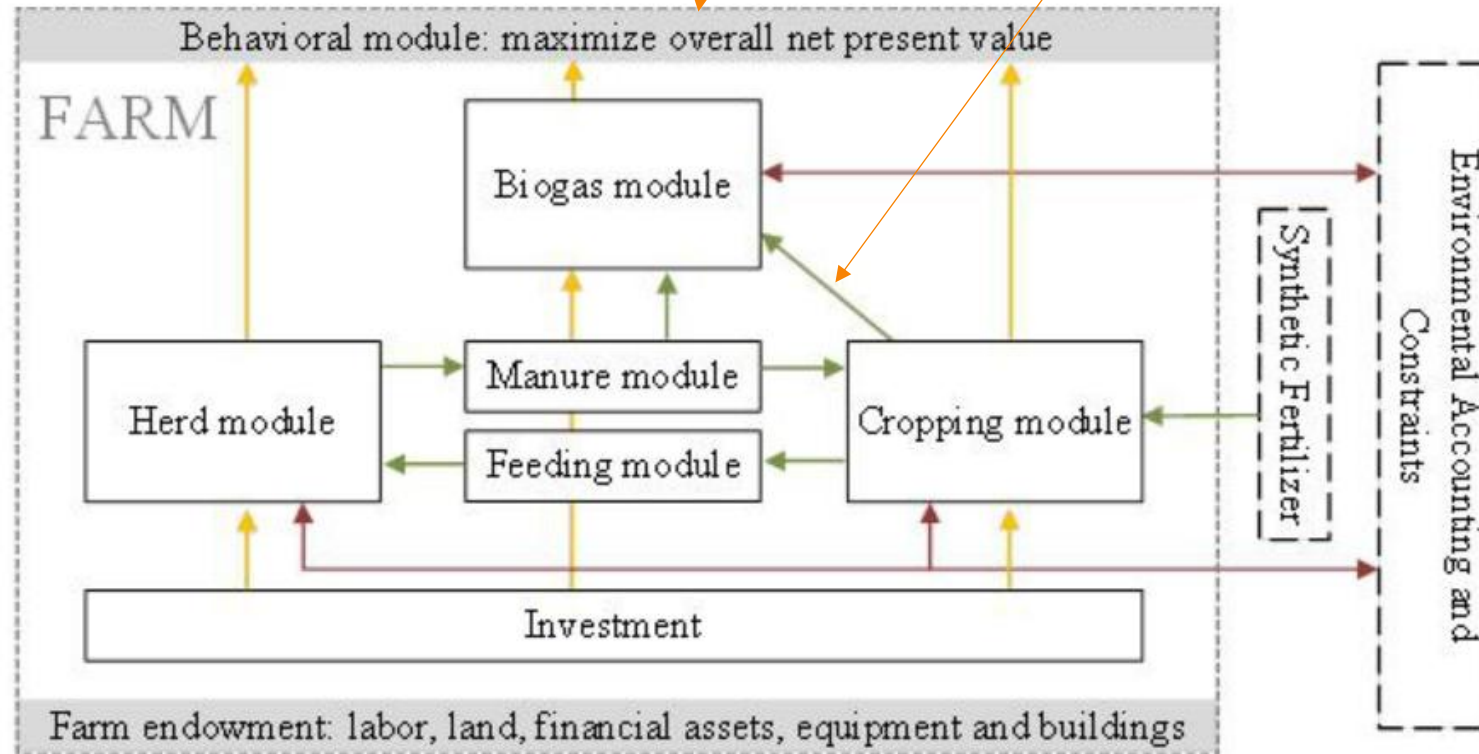 Behavioral module: maximize overall net present value
FARM
Biogas module
Manure module
Herd module
Cropping module
Feeding module
Investment
Farm endowment: labor, land, financial assets, equipment and buildings
Synthetic Fertilizer
Environmental Accounting and
Constraints